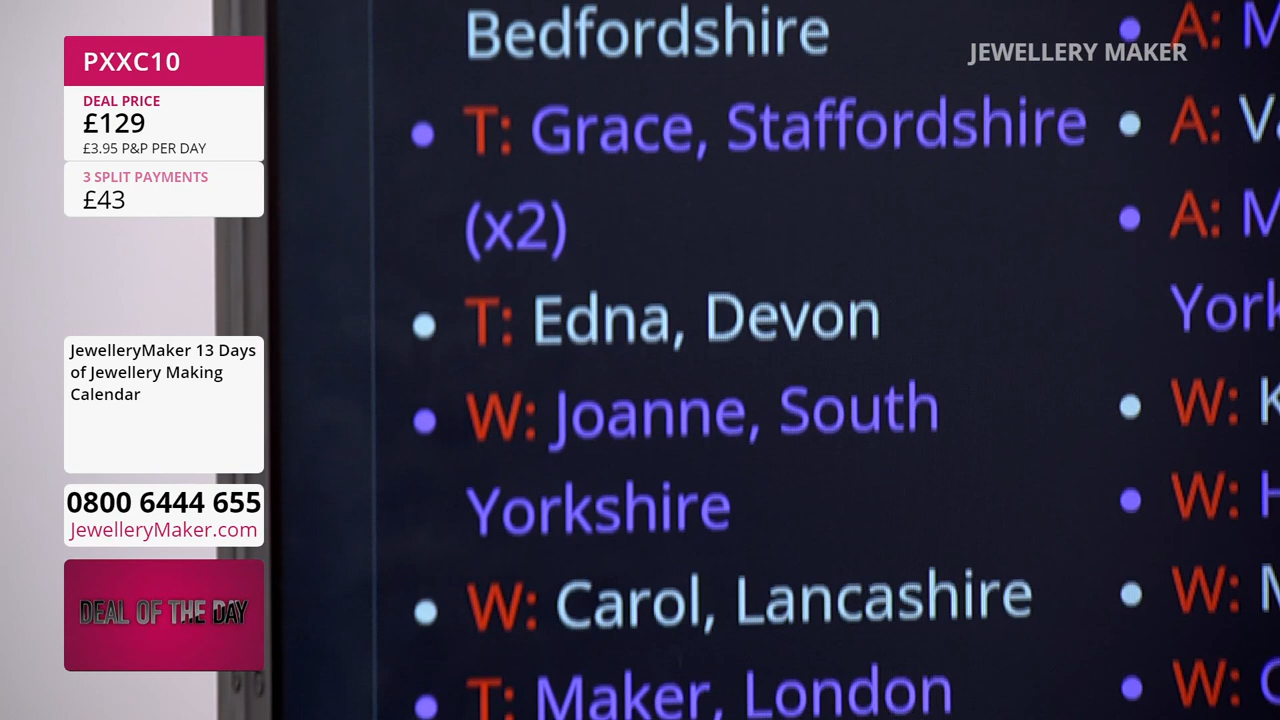 PXXC10
DEAL PRICE
£129
£3.95 P&P PER DAY
3 SPLIT PAYMENTS
£43
JewelleryMaker 13 Days
of Jewellery Making
Calendar
0800 6444 655
JewelleryMaker.com
DEAL OF THE DAY
JEWELLERY MAKER
Bedfordshire
T: Grace, Staffordshire
(x2)
T: Edna, Devon
W: Joanne, South
Yorkshire
W: Carol, Lancashire
T: Maker, London
A:
A:
A:
W:
W:
W:
W: